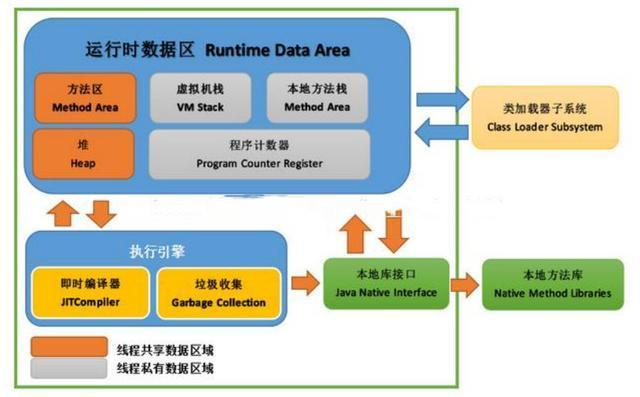 运行时数据区 Runtime Data Area
方法区
Method Area
虚拟机栈
VM Stack
本地方法栈
Method Area
堆
Heap
程序计数器
Program Counter Register
类加载器子系统
Class Loader Subsystem
执行引擎
即时编译器
JITCompiler
垃圾收集
Garbage Collection
本地库接口
Java Native Interface
本地方法库
Native Method Libraries
线程共享数据区域
线程私有数据区域